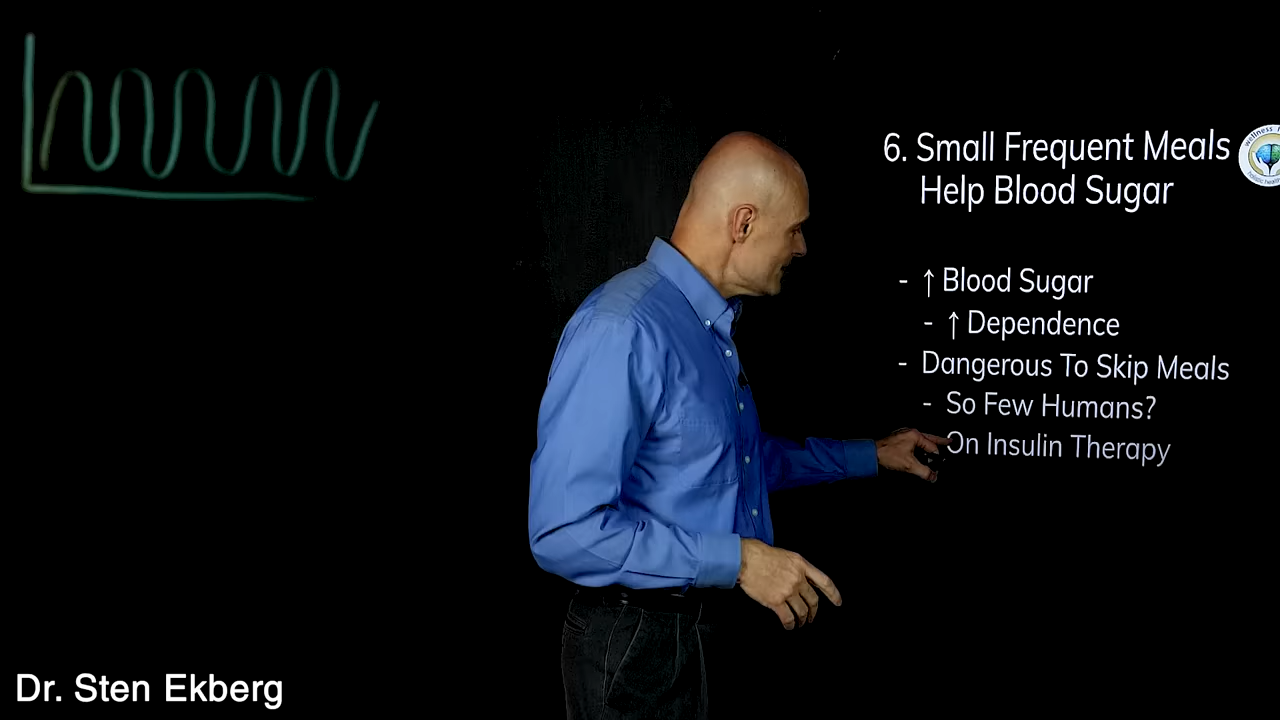 6. Small Frequent Meals
Help Blood Sugar
- ↑ Blood Sugar
- ↑ Dependence
- Dangerous To Skip Meals
- So Few Humans?
On Insulin Therapy
Dr. Sten Ekberg